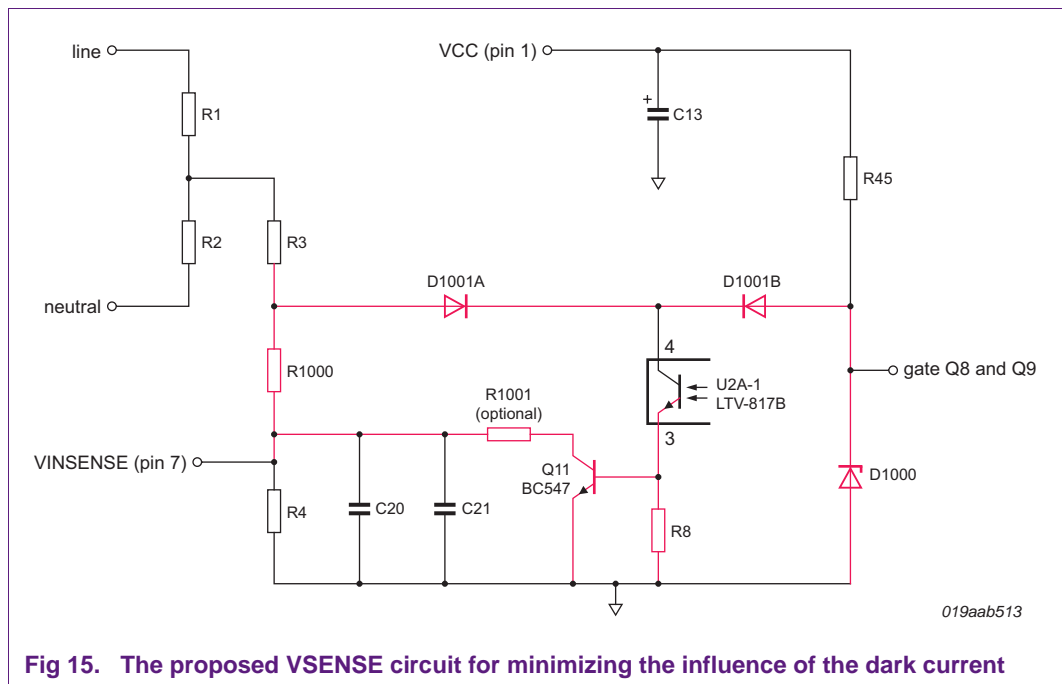 line
VCC (pin 1)
R1
+
C13
R45
R2
R3
neutral
D1001A
D1001B
4
R1000
U2A-1
LTV-817B
gate Q8 and Q9
R1001
(optional)
3
VINSENSE (pin 7)
Q11
BC547
D1000
R4
C20
C21
R8
019aab513
Fig 15. The proposed VSENSE circuit for minimizing the influence of the dark current